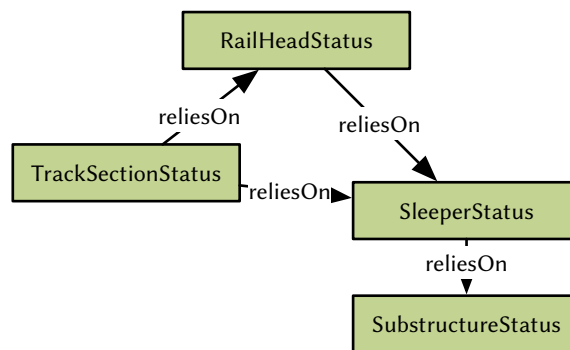 RailHeadStatus
reliesOn
reliesOn
TrackSectionStatus
reliesOn
SleeperStatus
reliesOn
SubstructureStatus